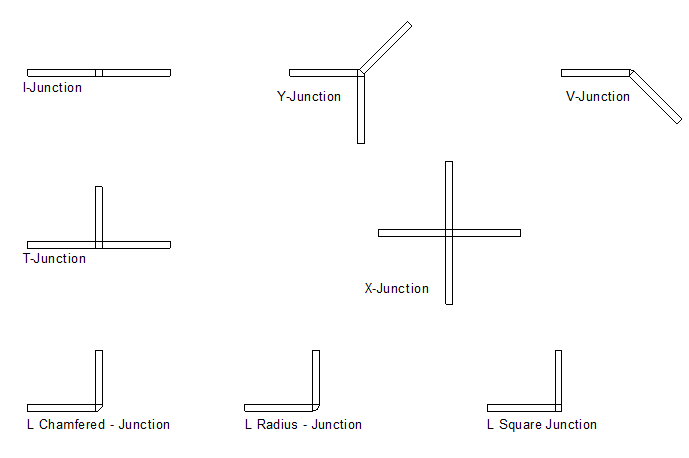 I-Junction
Y-Junction
V-Junction
T-Junction
X-Junction
L Chamfered - Junction
L Radius - Junction
L Square Junction